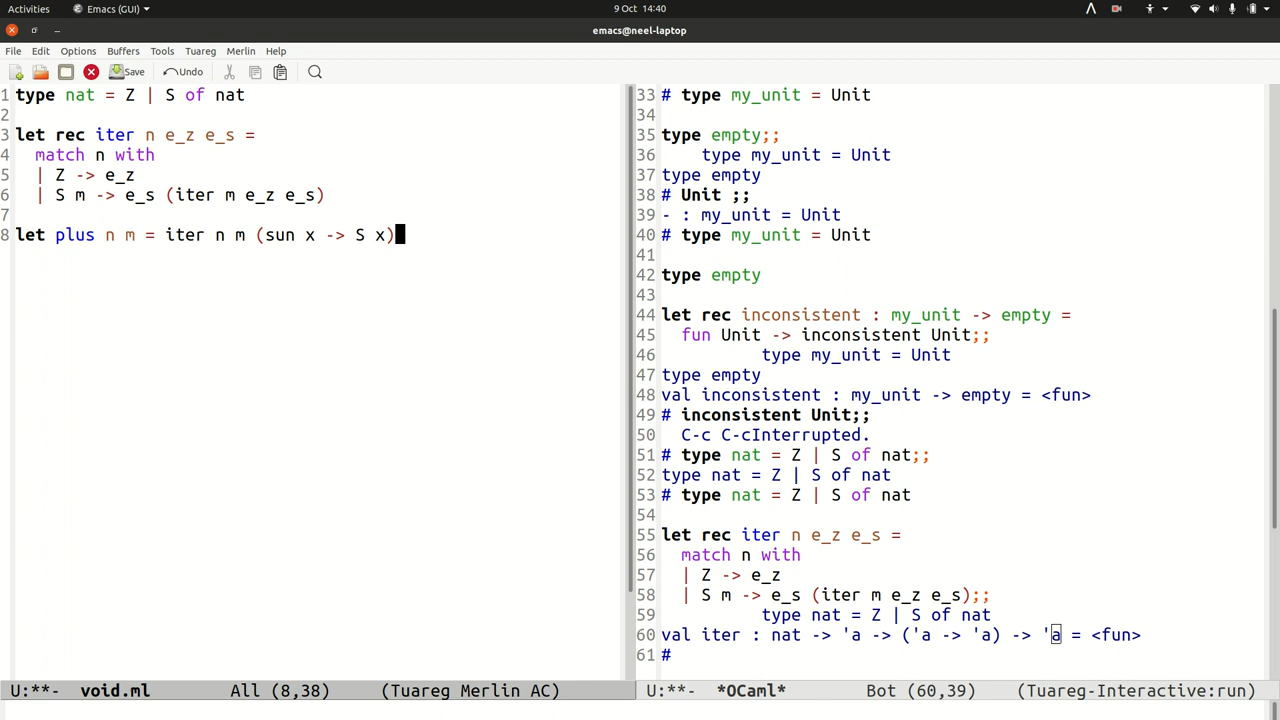 Activities Emacs (GUI) 9 Oct 14:40
emacs@neel-laptop
File Edit Options Buffers Tools Tuareg Merlin Help
Save Undo
1 type nat = Z | S of nat
2
3 let rec iter n e_z e_s =
4   match n with
5   | Z -> e_z
6   | S m -> e_s (iter m e_z e_s)
7
8 let plus n m = iter n m (sun x -> S x)
U:**- void.ml All (8,38) (Tuareg Merlin AC)
33 # type my_unit = Unit
34
35 type empty;;
36     type my_unit = Unit
37 type empty
38 # Unit ;;
39 - : my_unit = Unit
40 # type my_unit = Unit
41
42 type empty
43
44 let rec inconsistent : my_unit -> empty =
45   fun Unit -> inconsistent Unit;;
46           type my_unit = Unit
47 type empty
48 val inconsistent : my_unit -> empty = <fun>
49 # inconsistent Unit;;
50   C-c C-cInterrupted.
51 # type nat = Z | S of nat;;
52 type nat = Z | S of nat
53 # type nat = Z | S of nat
54
55 let rec iter n e_z e_s =
56   match n with
57   | Z -> e_z
58   | S m -> e_s (iter m e_z e_s);;
59           type nat = Z | S of nat
60 val iter : nat -> 'a -> ('a -> 'a) -> 'a = <fun>
61 #
U:**- *OCaml* Bot (60,39) (Tuareg-Interactive:run)